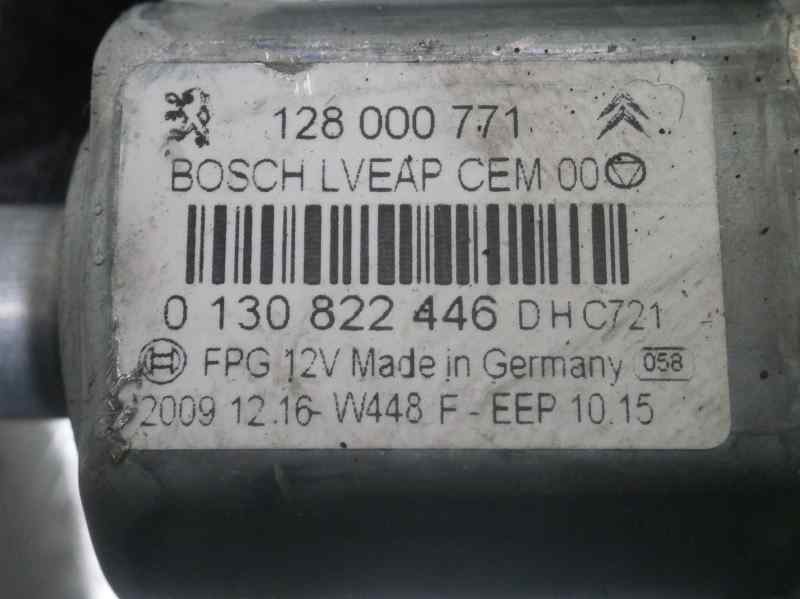 128 000 771
BOSCH LVEAP CEM 00
0 130 822 446 D H C721
FPG 12V Made in Germany 058
2009 12.16-W448 F - EEP 10.15